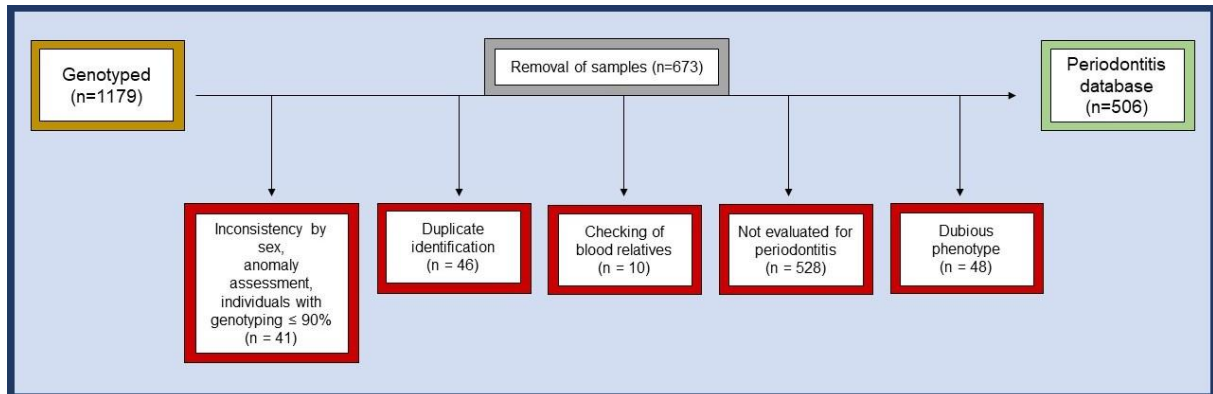 Genotyped
(n=1179)
Removal of samples (n=673)
Periodontitis
database
(n=506)
Inconsistency by
sex,
anomaly
assessment,
individuals with
genotyping ≤ 90%
(n = 41)
Duplicate
identification
(n = 46)
Checking of
blood relatives
(n = 10)
Not evaluated for
periodontitis
(n = 528)
Dubious
phenotype
(n = 48)